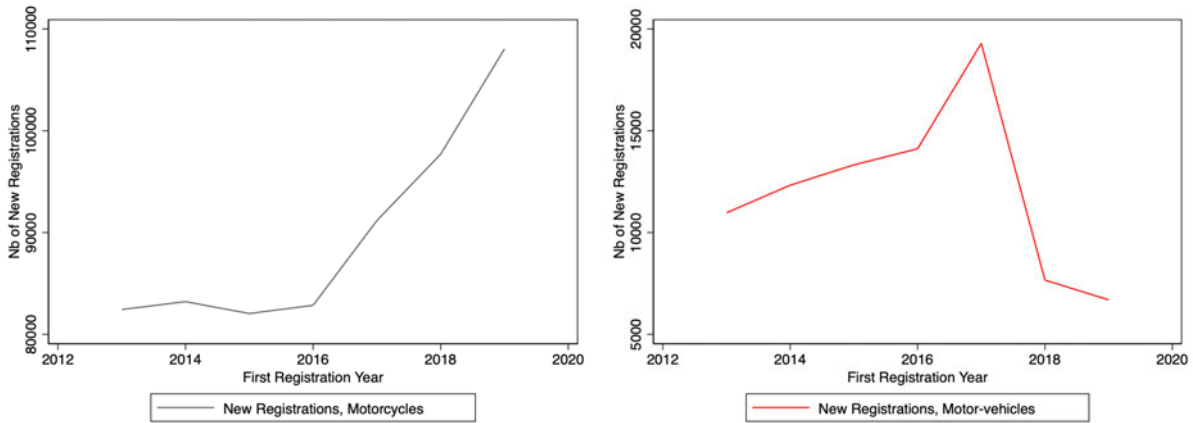 110000
100000
90000
80000
Nb of New Registrations
2012 2014 2016 2018 2020
First Registration Year
New Registrations, Motorcycles
20000
15000
10000
5000
Nb of New Registrations
2012 2014 2016 2018 2020
First Registration Year
New Registrations, Motor-vehicles